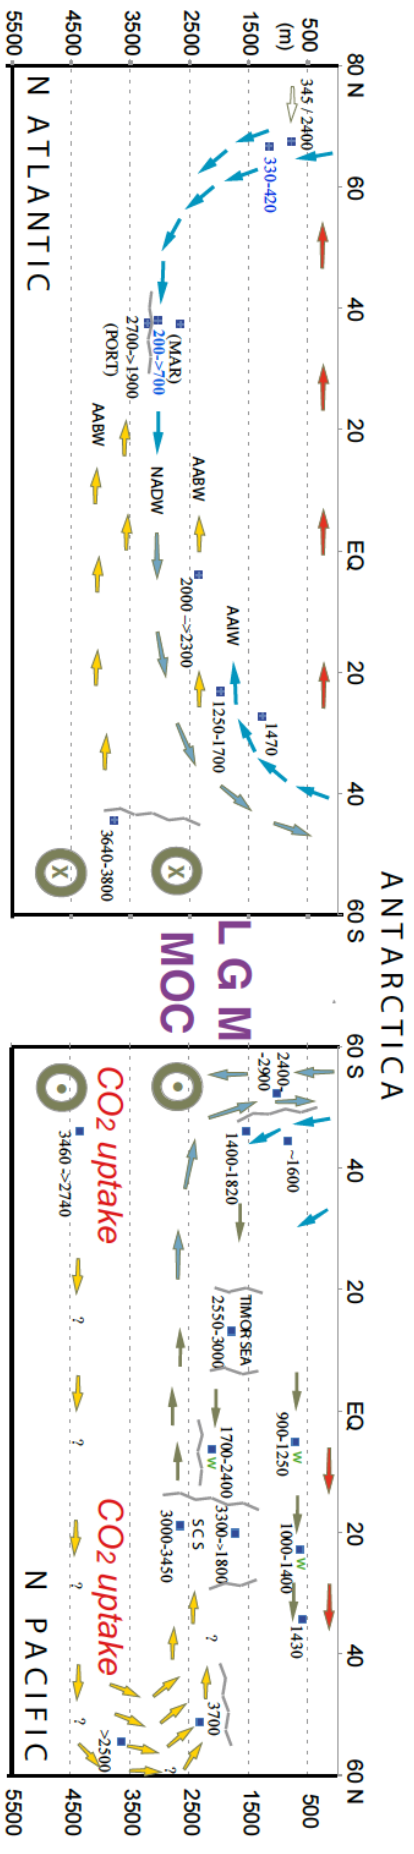 ANTARCTICA
80 N
60
40
20
EQ
20
40
60 S
60 S
40
20
EQ
20
40
60 N
500
(m)
1500
2500
3500
4500
5500
500
1500
2500
3500
4500
5500
345 / 2400
330-420
(MAR)
200->700
2700->1900
(PORT)
AABW
NADW
AABW
2000 –>2300
AAIW
1250-1700
1470
3640-3800
X
X
N ATLANTIC
LGM
MOC
2400-
-2900
~1600
1400-1820
3460 ->2740
CO2 uptake
TIMOR SEA
2550-3000
900-1250
w
1700-2400
w
1000-1400
w
1430
3300->1800
SCS
3000-3450
CO2 uptake
3700
>2500
?
?
?
?
?
?
N PACIFIC